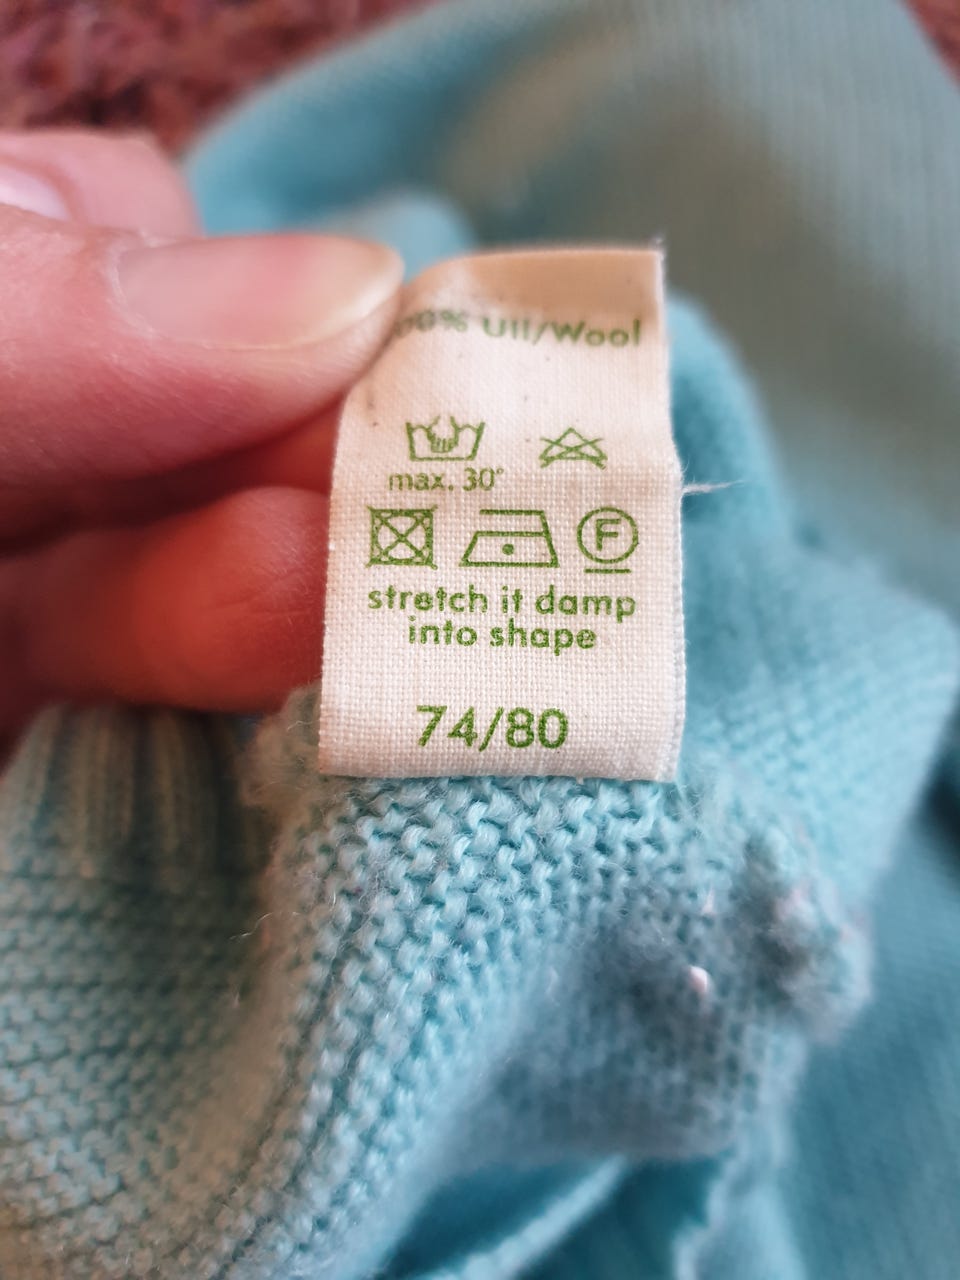 00% Ull/Wool
max. 30°
F
stretch it damp
into shape
74/80